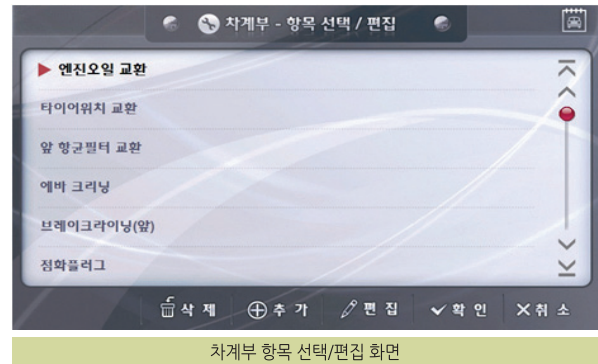 차계부 - 항목 선택 / 편집
엔진오일 교환
타이어위치 교환
앞 항균필터 교환
에바 크리닝
브레이크라이닝(앞)
점화플러그
삭 제 추 가 편 집 확 인 취 소
차계부 항목 선택/편집 화면